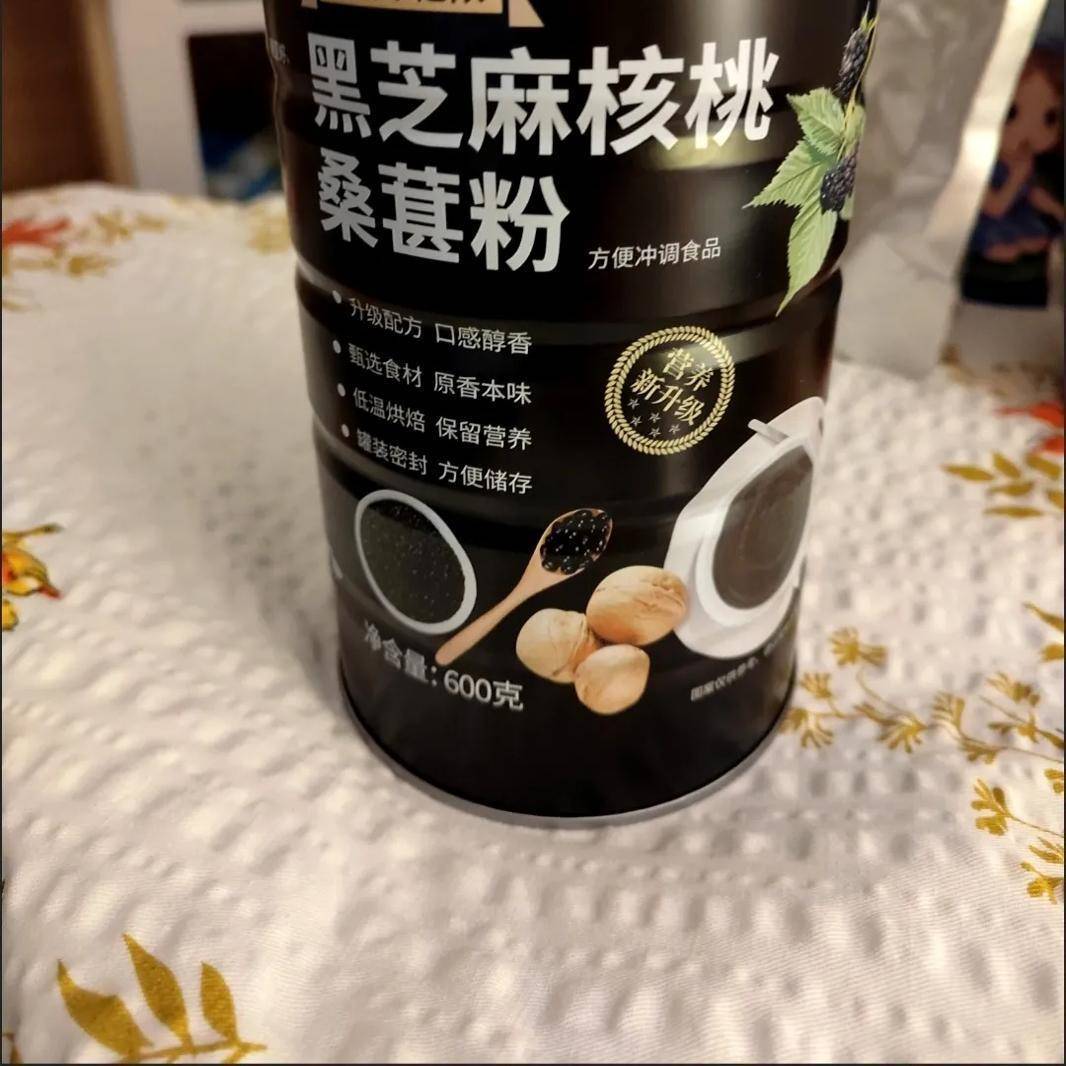 黑芝麻核桃
桑葚粉
方便冲调食品
升级配方 口感醇香
甄选食材 原香本味
低温烘焙 保留营养
罐装密封 方便储存
营养
新升级
净含量:600克